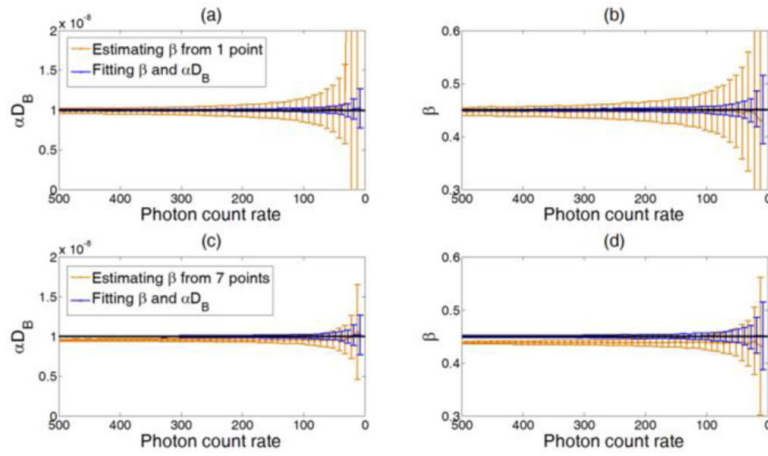 (a)
(b)
2 x 10⁻⁸
Estimating β from 1 point
Fitting β and αD_B
1.5
1
0.5
0
αD_B
500 400 300 200 100 0
Photon count rate
0.6
0.5
0.4
0.3
β
500 400 300 200 100 0
Photon count rate
(c)
(d)
2 x 10⁻⁸
Estimating β from 7 points
Fitting β and αD_B
1.5
1
0.5
0
αD_B
500 400 300 200 100 0
Photon count rate
0.6
0.5
0.4
0.3
β
500 400 300 200 100 0
Photon count rate